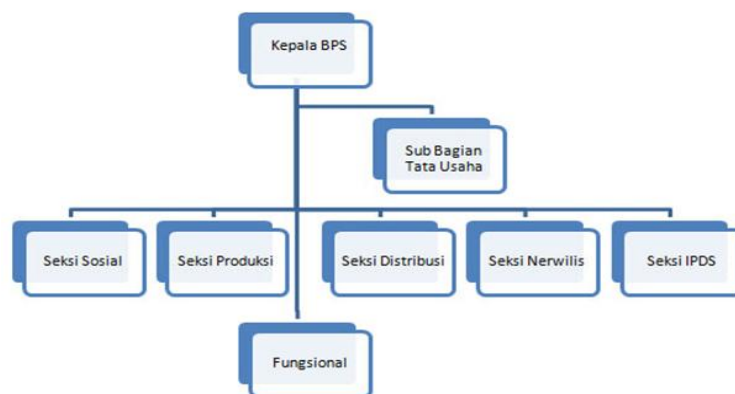 Kepala BPS
Sub Bagian
Tata Usaha
Seksi Sosial
Seksi Produksi
Seksi Distribusi
Seksi Nerwilis
Seksi IPDS
Fungsional